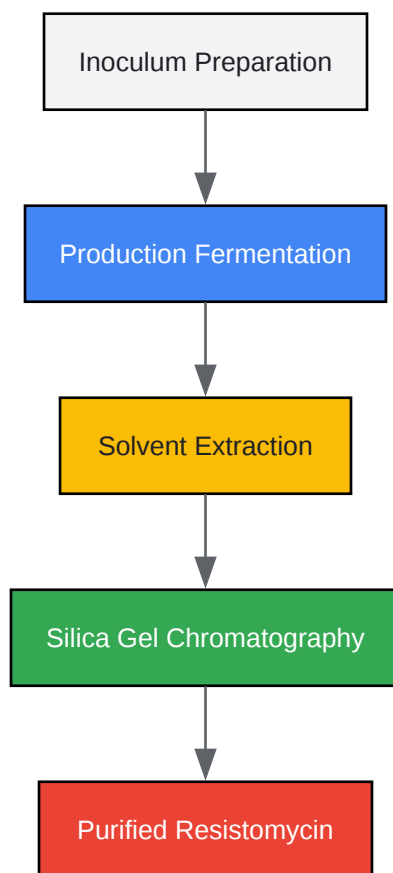 Inoculum Preparation
Production Fermentation
Solvent Extraction
Silica Gel Chromatography
Purified Resistomycin